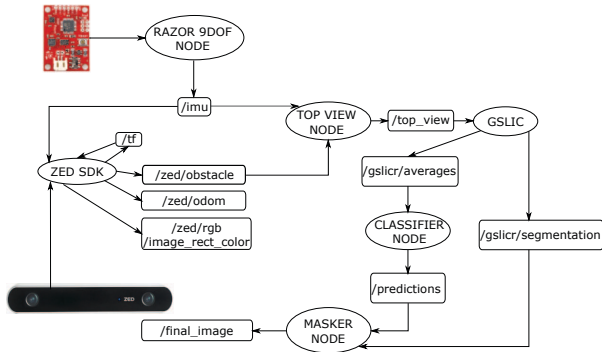 RAZOR 9DOF
NODE
/imu
TOP VIEW
NODE
/top_view
GSLIC
/tf
ZED SDK
/zed/obstacle
/zed/odom
/zed/rgb
/image_rect_color
/gslicr/averages
CLASSIFIER
NODE
/gslicr/segmentation
/predictions
ZED
/final_image
MASKER
NODE